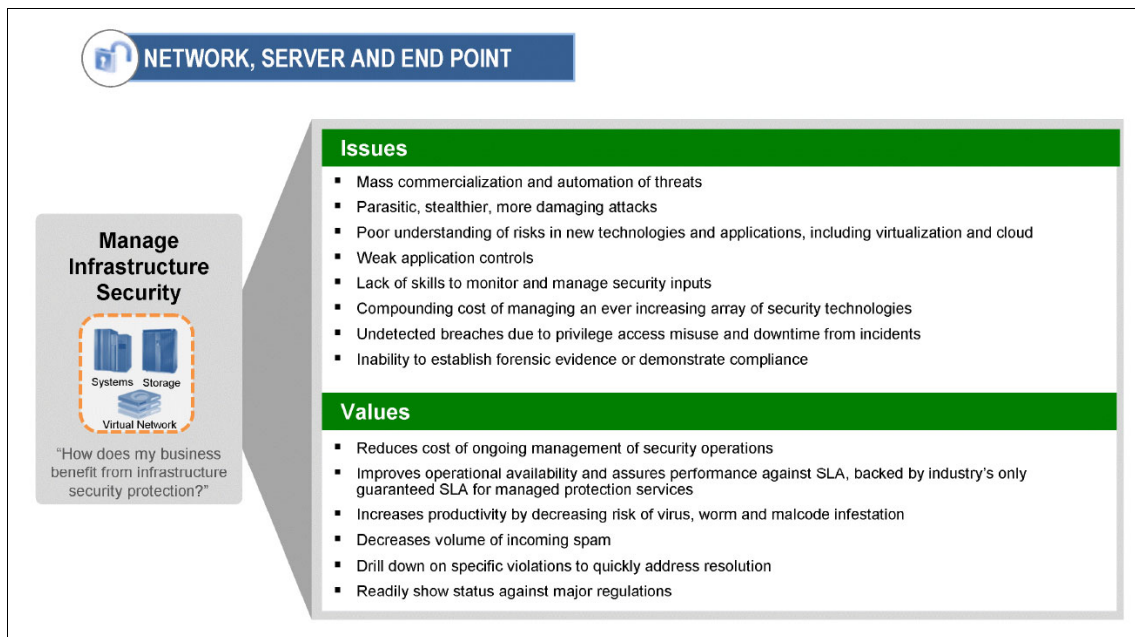 NETWORK, SERVER AND END POINT
Manage
Infrastructure
Security
Systems Storage
Virtual Network
“How does my business
benefit from infrastructure
security protection?”
Issues
▪ Mass commercialization and automation of threats
▪ Parasitic, stealthier, more damaging attacks
▪ Poor understanding of risks in new technologies and applications, including virtualization and cloud
▪ Weak application controls
▪ Lack of skills to monitor and manage security inputs
▪ Compounding cost of managing an ever increasing array of security technologies
▪ Undetected breaches due to privilege access misuse and downtime from incidents
▪ Inability to establish forensic evidence or demonstrate compliance
Values
▪ Reduces cost of ongoing management of security operations
▪ Improves operational availability and assures performance against SLA, backed by industry’s only
guaranteed SLA for managed protection services
▪ Increases productivity by decreasing risk of virus, worm and malcode infestation
▪ Decreases volume of incoming spam
▪ Drill down on specific violations to quickly address resolution
▪ Readily show status against major regulations